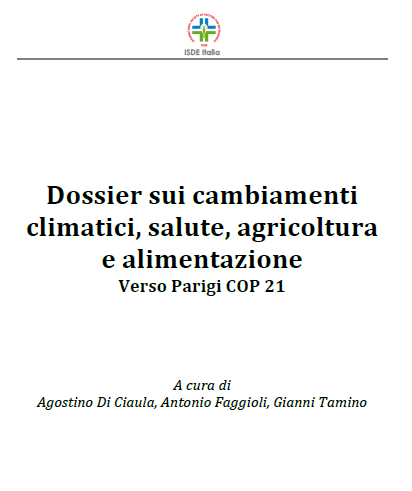 ISDE Italia
Dossier sui cambiamenti
climatici, salute, agricoltura
e alimentazione
Verso Parigi COP 21
A cura di
Agostino Di Ciaula, Antonio Faggioli, Gianni Tamino